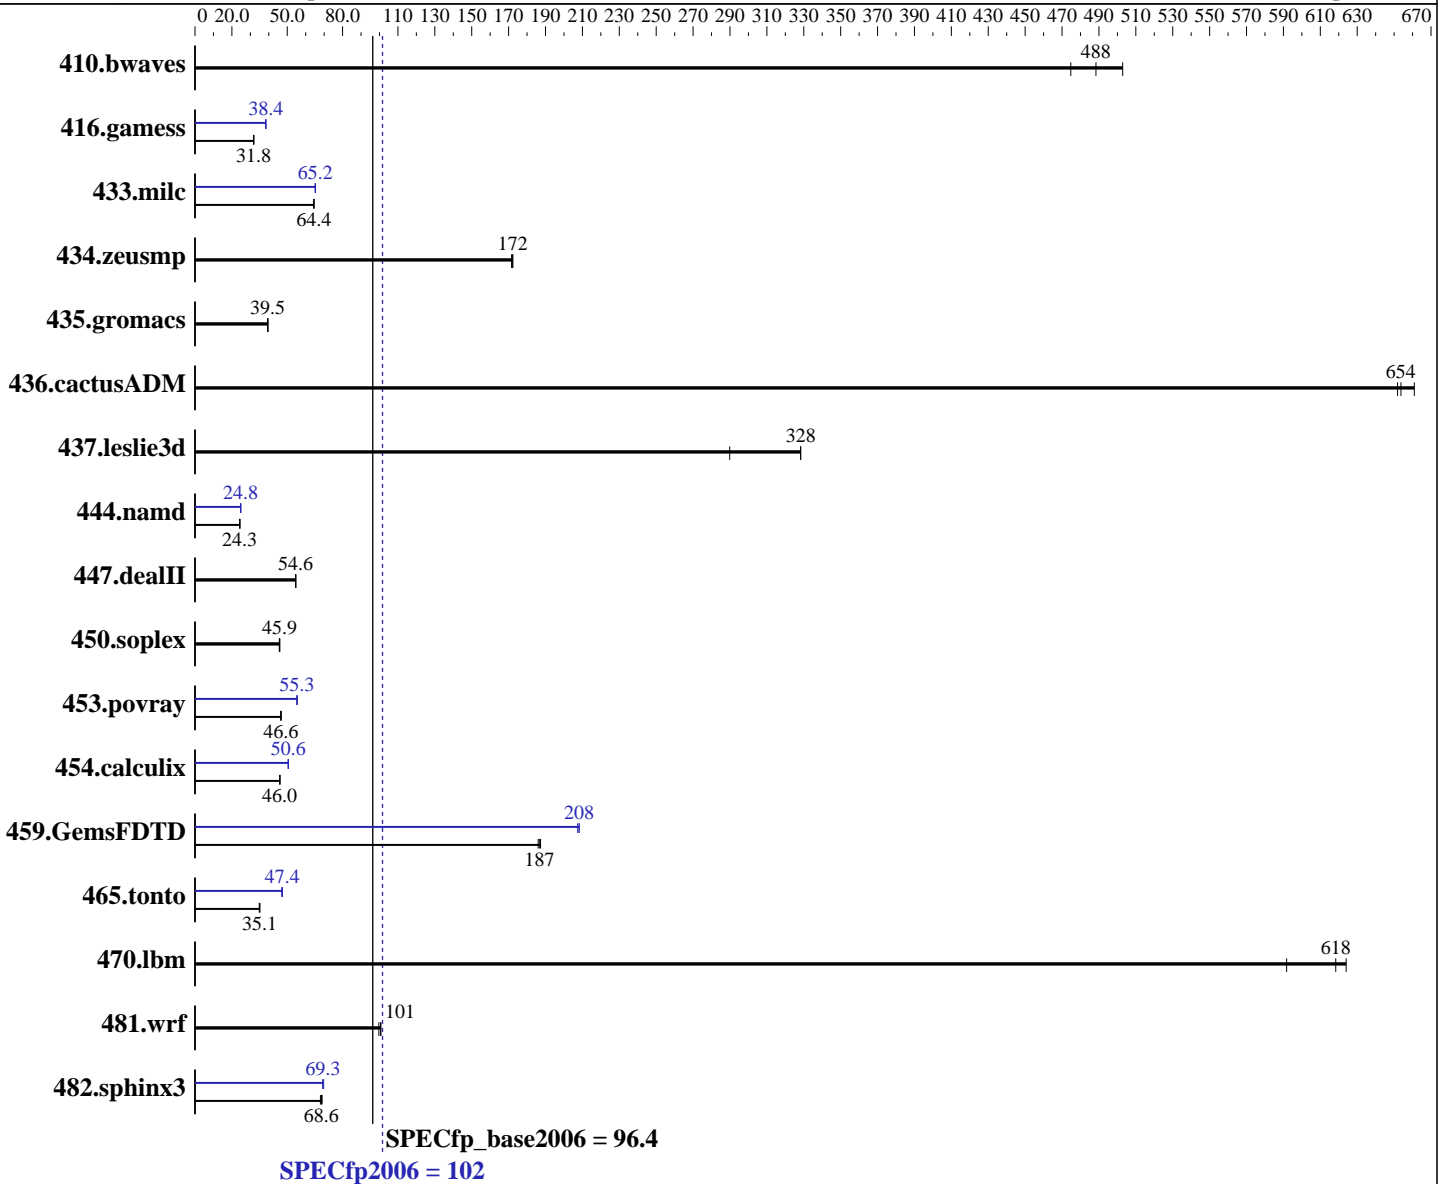 0 20.0 50.0 80.0 110 130 150 170 190 210 230 250 270 290 310 330 350 370 390 410 430 450 470 490 510 530 550 570 590 610 630 670
410.bwaves 488
416.gamess 38.4
31.8
433.milc 65.2
64.4
434.zeusmp 172
435.gromacs 39.5
436.cactusADM 654
437.leslie3d 328
444.namd 24.8
24.3
447.dealII 54.6
450.soplex 45.9
453.povray 55.3
46.6
454.calculix 50.6
46.0
459.GemsFDTD 208
187
465.tonto 47.4
35.1
470.lbm 618
481.wrf 101
482.sphinx3 69.3
68.6
SPECfp_base2006 = 96.4
SPECfp2006 = 102